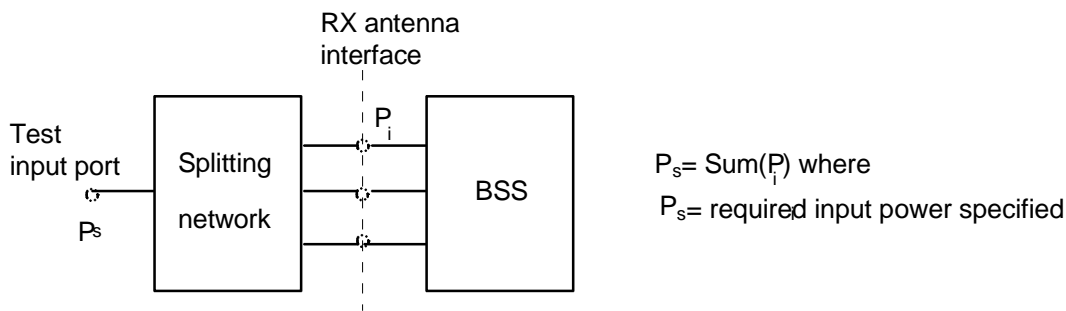 RX antenna
interface
Test
input port
Ps
Splitting
network
Pi
BSS
Ps= Sum(Pi) where
Ps= required input power specified